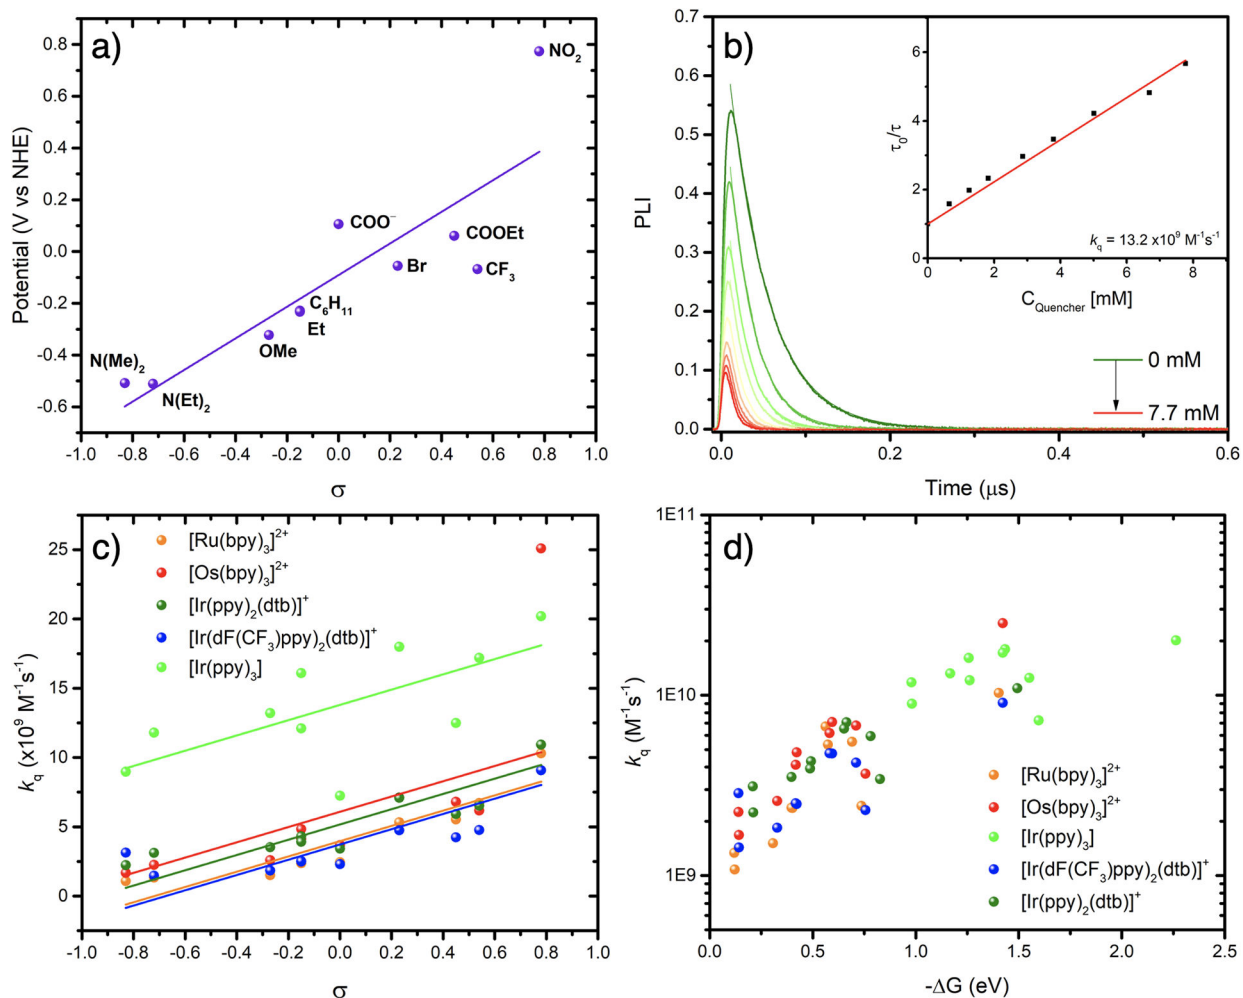 a)
Potential (V vs NHE)
0.8
0.6
0.4
0.2
0.0
-0.2
-0.4
-0.6
NO₂
COO⁻
COOEt
Br
CF₃
C₆H₁₁
Et
OMe
N(Me)₂
N(Et)₂
-1.0 -0.8 -0.6 -0.4 -0.2 0.0 0.2 0.4 0.6 0.8 1.0
σ
b)
PLI
0.7
0.6
0.5
0.4
0.3
0.2
0.1
0.0
τ₀/τ
6
4
2
k_q = 13.2 x10⁹ M⁻¹s⁻¹
0 2 4 6 8
C_Quencher [mM]
0 mM
7.7 mM
0.0 0.2 0.4 0.6
Time (μs)
c)
k_q (x10⁹ M⁻¹s⁻¹)
25
20
15
10
5
0
[Ru(bpy)₃]²⁺
[Os(bpy)₃]²⁺
[Ir(ppy)₂(dtb)]⁺
[Ir(dF(CF₃)ppy)₂(dtb)]⁺
[Ir(ppy)₃]
-1.0 -0.8 -0.6 -0.4 -0.2 0.0 0.2 0.4 0.6 0.8 1.0
σ
d)
k_q (M⁻¹s⁻¹)
1E11
1E10
1E9
[Ru(bpy)₃]²⁺
[Os(bpy)₃]²⁺
[Ir(ppy)₃]
[Ir(dF(CF₃)ppy)₂(dtb)]⁺
[Ir(ppy)₂(dtb)]⁺
0.0 0.5 1.0 1.5 2.0 2.5
-ΔG (eV)